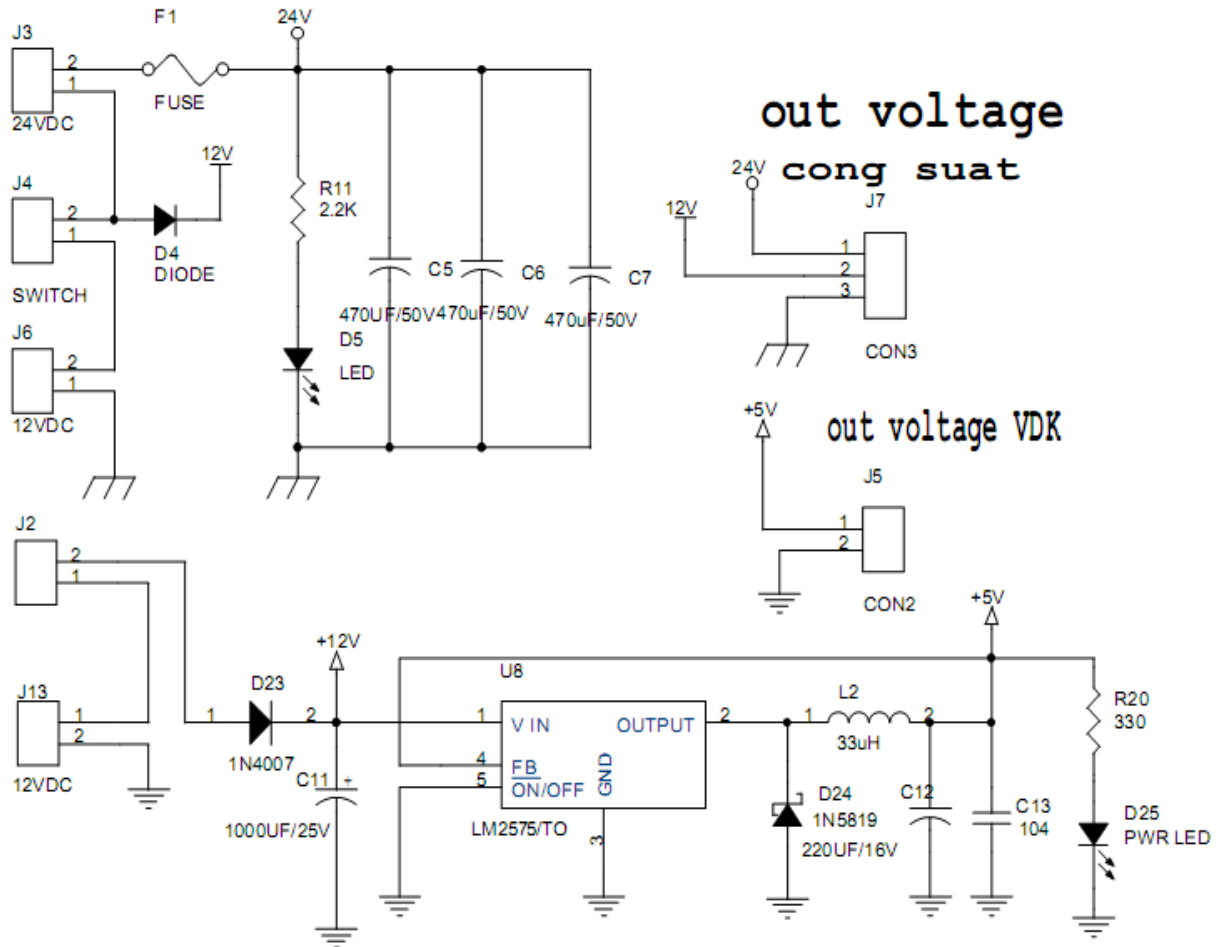 J3
2
1
24VDC
F1
FUSE
24V
J4
2
1
SWITCH
12V
D4
DIODE
J6
2
1
12VDC
R11
2.2K
D5
LED
C5
470UF/50V
C6
470uF/50V
C7
470uF/50V
out voltage
cong suat
24V
12V
J7
1
2
3
CON3
out voltage VDK
+5V
J5
1
2
CON2
J2
2
1
J13
1
2
12VDC
1
D23
2
1N4007
+12V
C11
+
1000UF/25V
U8
1
V IN
OUTPUT
2
4
FB
5
ON/OFF
GND
3
LM2575/TO
1
L2
2
33uH
D24
1N5819
C12
220UF/16V
C13
104
+5V
R20
330
D25
PWR LED